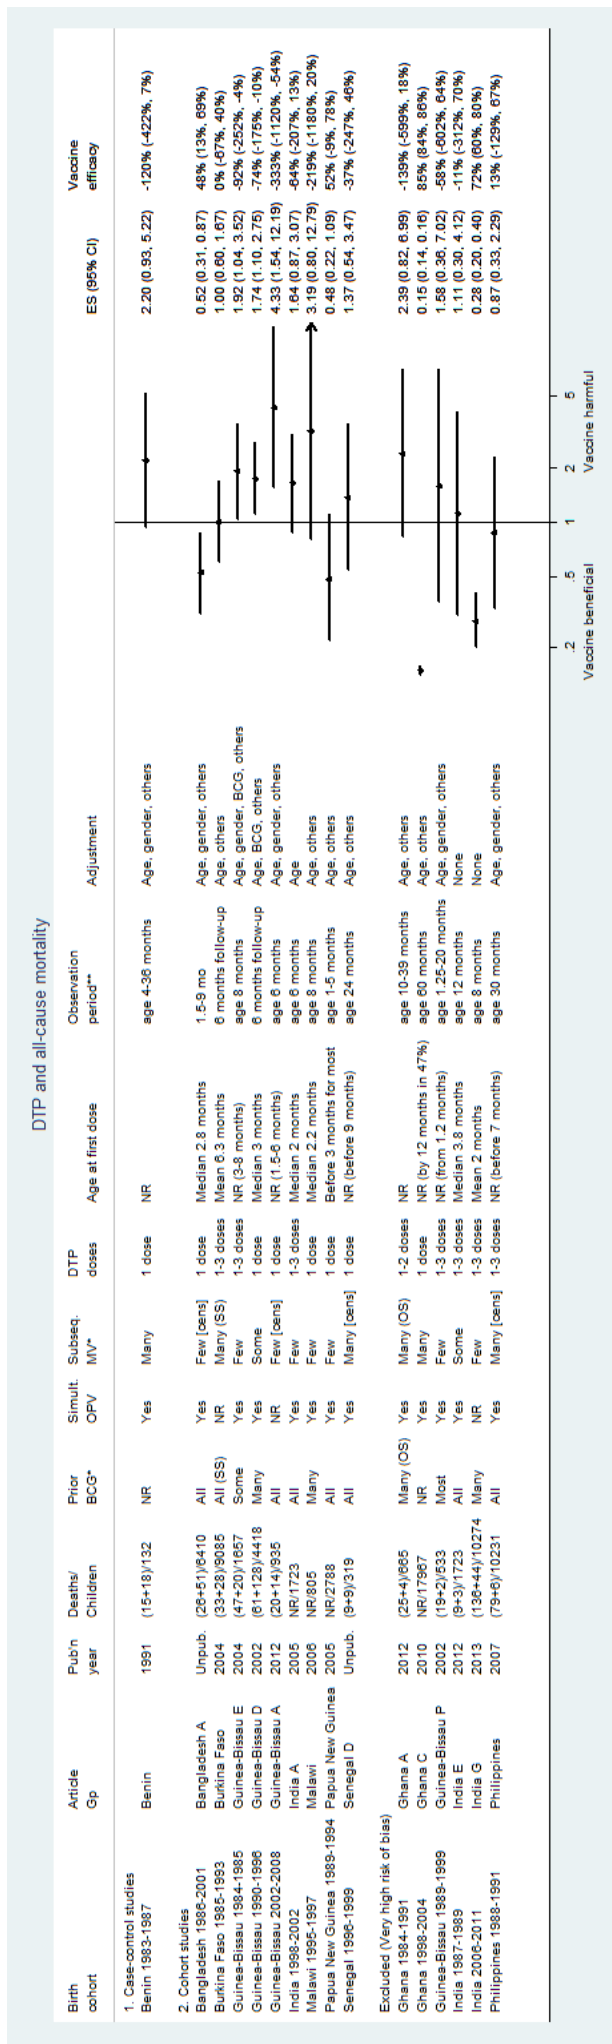 DTP and all-cause mortality
Birth cohort Article Gp Pub'n year Deaths/ Children Prior BCG* Simult. OPV Subseq. MV* DTP doses Age at first dose Observation period** Adjustment ES (95% CI) Vaccine efficacy
1. Case-control studies
Benin 1983-1987 Benin 1991 (15+18)/132 NR Yes Many 1 dose NR age 4-36 months Age, gender, others 2.20 (0.93, 5.22) -120% (-422%, 7%)
2. Cohort studies
Bangladesh 1986-2001 Bangladesh A Unpub. (26+51)/6410 All Yes Few [cens] 1 dose Median 2.8 months 1.5-9 mo Age, gender, others 0.52 (0.31, 0.87) 48% (13%, 69%)
Burkina Faso 1985-1993 Burkina Faso 2004 (33+28)/9085 All (SS) NR Many (SS) 1-3 doses Mean 6.3 months 6 months follow-up Age, others 1.00 (0.60, 1.67) 0% (-67%, 40%)
Guinea-Bissau 1984-1985 Guinea-Bissau E 2004 (47+20)/1657 Some Yes Few 1-3 doses NR (3-8 months) age 8 months Age, gender, BCG, others 1.92 (1.04, 3.52) -92% (-252%, -4%)
Guinea-Bissau 1990-1996 Guinea-Bissau D 2002 (61+128)/4418 Many Yes Some 1 dose Median 3 months 6 months follow-up Age, BCG, others 1.74 (1.10, 2.75) -74% (-175%, -10%)
Guinea-Bissau 2002-2008 Guinea-Bissau A 2012 (20+14)/935 All NR Few [cens] 1 dose NR (1.5-6 months) age 6 months Age, gender, others 4.33 (1.54, 12.19) -333% (-1120%, -54%)
India 1998-2002 India A 2005 NR/1723 All Yes Few 1-3 doses Median 2 months age 6 months Age 1.64 (0.87, 3.07) -64% (-207%, 13%)
Malawi 1995-1997 Malawi 2006 NR/805 Many Yes Few 1 dose Median 2.2 months age 8 months Age, others 3.19 (0.80, 12.79) -219% (-1180%, 20%)
Papua New Guinea 1989-1994 Papua New Guinea 2005 NR/2788 All Yes Few 1 dose Before 3 months for most age 1-5 months Age, others 0.48 (0.22, 1.09) 52% (-9%, 78%)
Senegal 1996-1999 Senegal D Unpub. (9+9)/319 All Yes Many [cens] 1 dose NR (before 9 months) age 24 months Age, others 1.37 (0.54, 3.47) -37% (-247%, 46%)
Excluded (Very high risk of bias)
Ghana 1984-1991 Ghana A 2012 (25+4)/665 Many (OS) Yes Many (OS) 1-2 doses NR age 10-39 months Age, others 2.39 (0.82, 6.99) -139% (-599%, 18%)
Ghana 1998-2004 Ghana C 2010 NR/17967 NR Yes Many 1 dose NR (by 12 months in 47%) age 60 months Age, others 0.15 (0.14, 0.16) 85% (84%, 86%)
Guinea-Bissau 1989-1999 Guinea-Bissau P 2002 (19+2)/533 Most Yes Few 1-3 doses NR (from 1.2 months) age 1.25-20 months Age, gender, others 1.58 (0.36, 7.02) -58% (-602%, 64%)
India 1987-1989 India E 2012 (9+3)/1723 All Yes Some 1-3 doses Median 3.8 months age 12 months None 1.11 (0.30, 4.12) -11% (-312%, 70%)
India 2006-2011 India G 2013 (136+44)/10274 Many NR Few 1-3 doses Mean 2 months age 8 months None 0.28 (0.20, 0.40) 72% (60%, 80%)
Philippines 1988-1991 Philippines 2007 (79+6)/10231 All Yes Many [cens] 1-3 doses NR (before 7 months) age 30 months Age, gender, others 0.87 (0.33, 2.29) 13% (-129%, 67%)
.2 .5 1 2 5
Vaccine beneficial Vaccine harmful